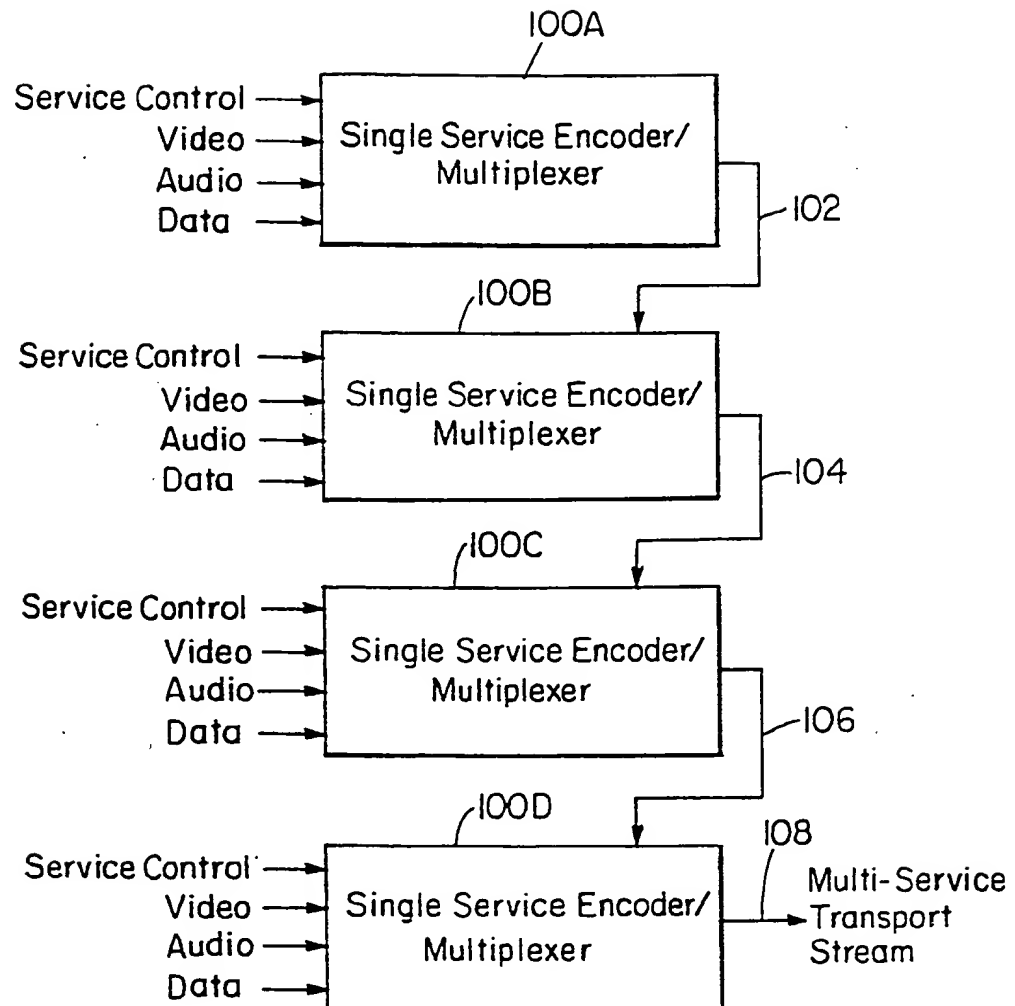 100A
Service Control
Video
Audio
Data
Single Service Encoder/
Multiplexer
102
100B
Service Control
Video
Audio
Data
Single Service Encoder/
Multiplexer
104
100C
Service Control
Video
Audio
Data
Single Service Encoder/
Multiplexer
106
100D
Service Control
Video
Audio
Data
Single Service Encoder/
Multiplexer
108
Multi-Service
Transport
Stream